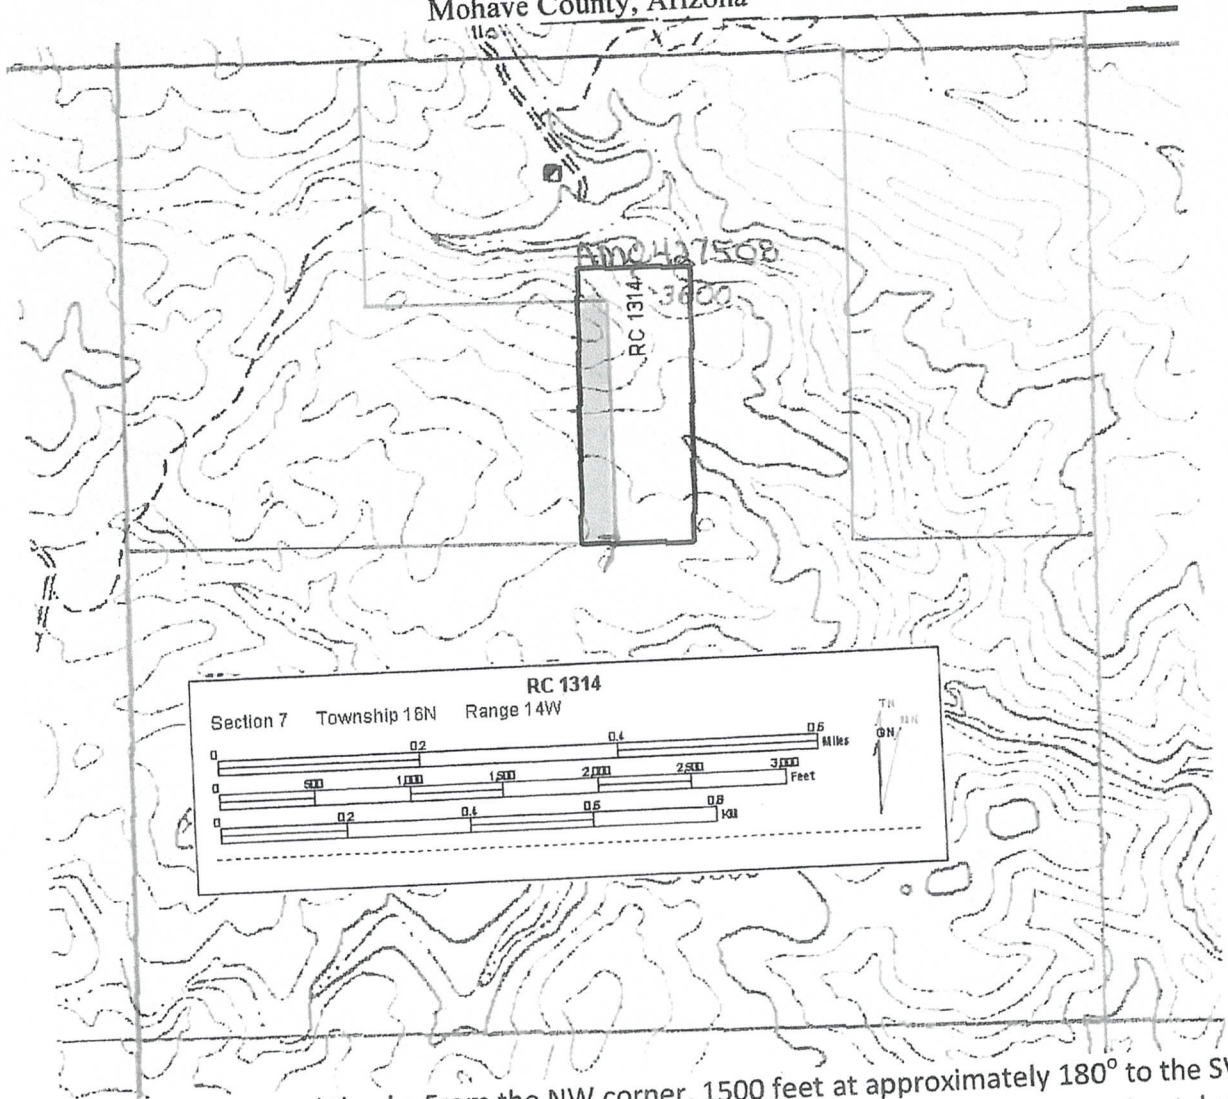 Mohave County, Arizona
AMC427508
3600
RC 1314
RC 1314
Section 7 Township 16N Range 14W
0 0.2 0.4 0.6 Miles
0 500 1,000 1,500 2,000 2,500 3,000 Feet
0 0.2 0.4 0.6 0.8 KM
TN
MN
GN
From the NW corner, 1500 feet at approximately 180° to the SW